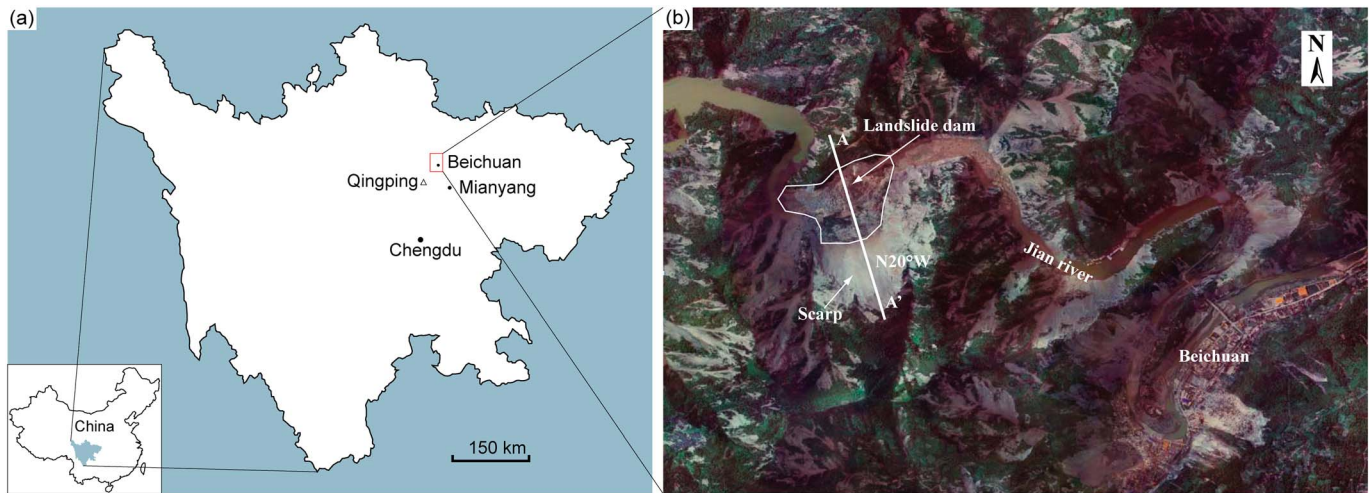 (a)
Beichuan
Qingping
Mianyang
Chengdu
China
150 km
(b)
N
Landslide dam
A
N20°W
Jian river
Scarp
A'
Beichuan